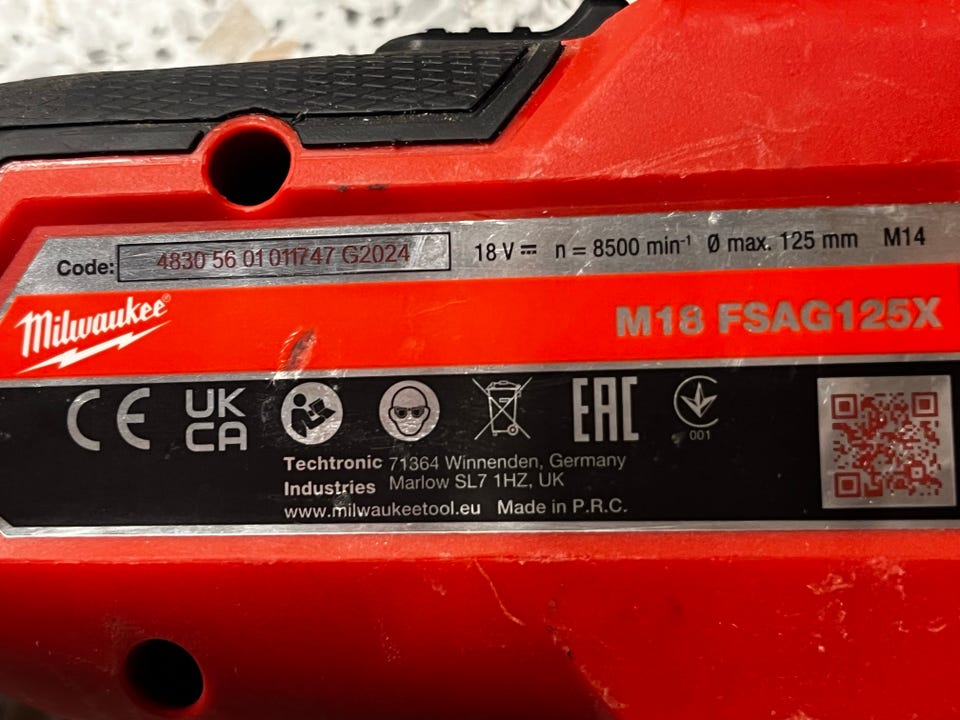 Code: 4830 56 01 011747 G2024 18 V ⎓ n = 8500 min⁻¹ Ø max. 125 mm M14
Milwaukee® M18 FSAG125X
CE UK CA EAC 001
Techtronic 71364 Winnenden, Germany
Industries Marlow SL7 1HZ, UK
www.milwaukeetool.eu Made in P.R.C.